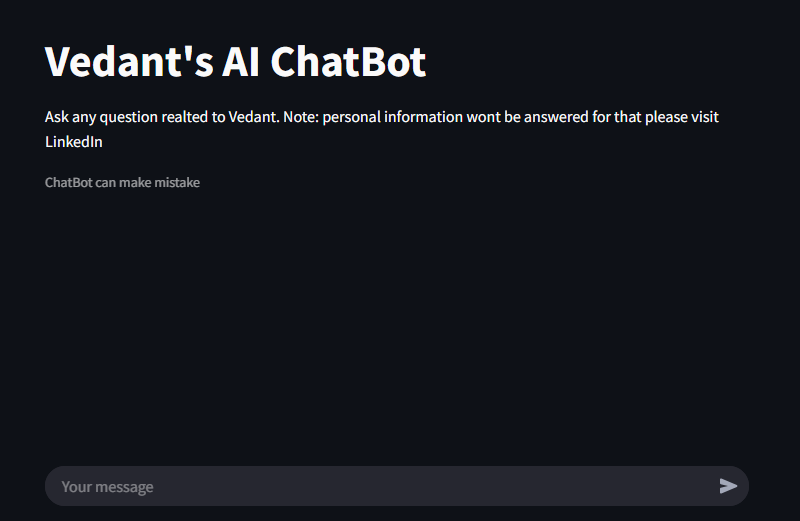 Vedant's AI ChatBot
Ask any question realted to Vedant. Note: personal information wont be answered for that please visit
LinkedIn
ChatBot can make mistake
Your message